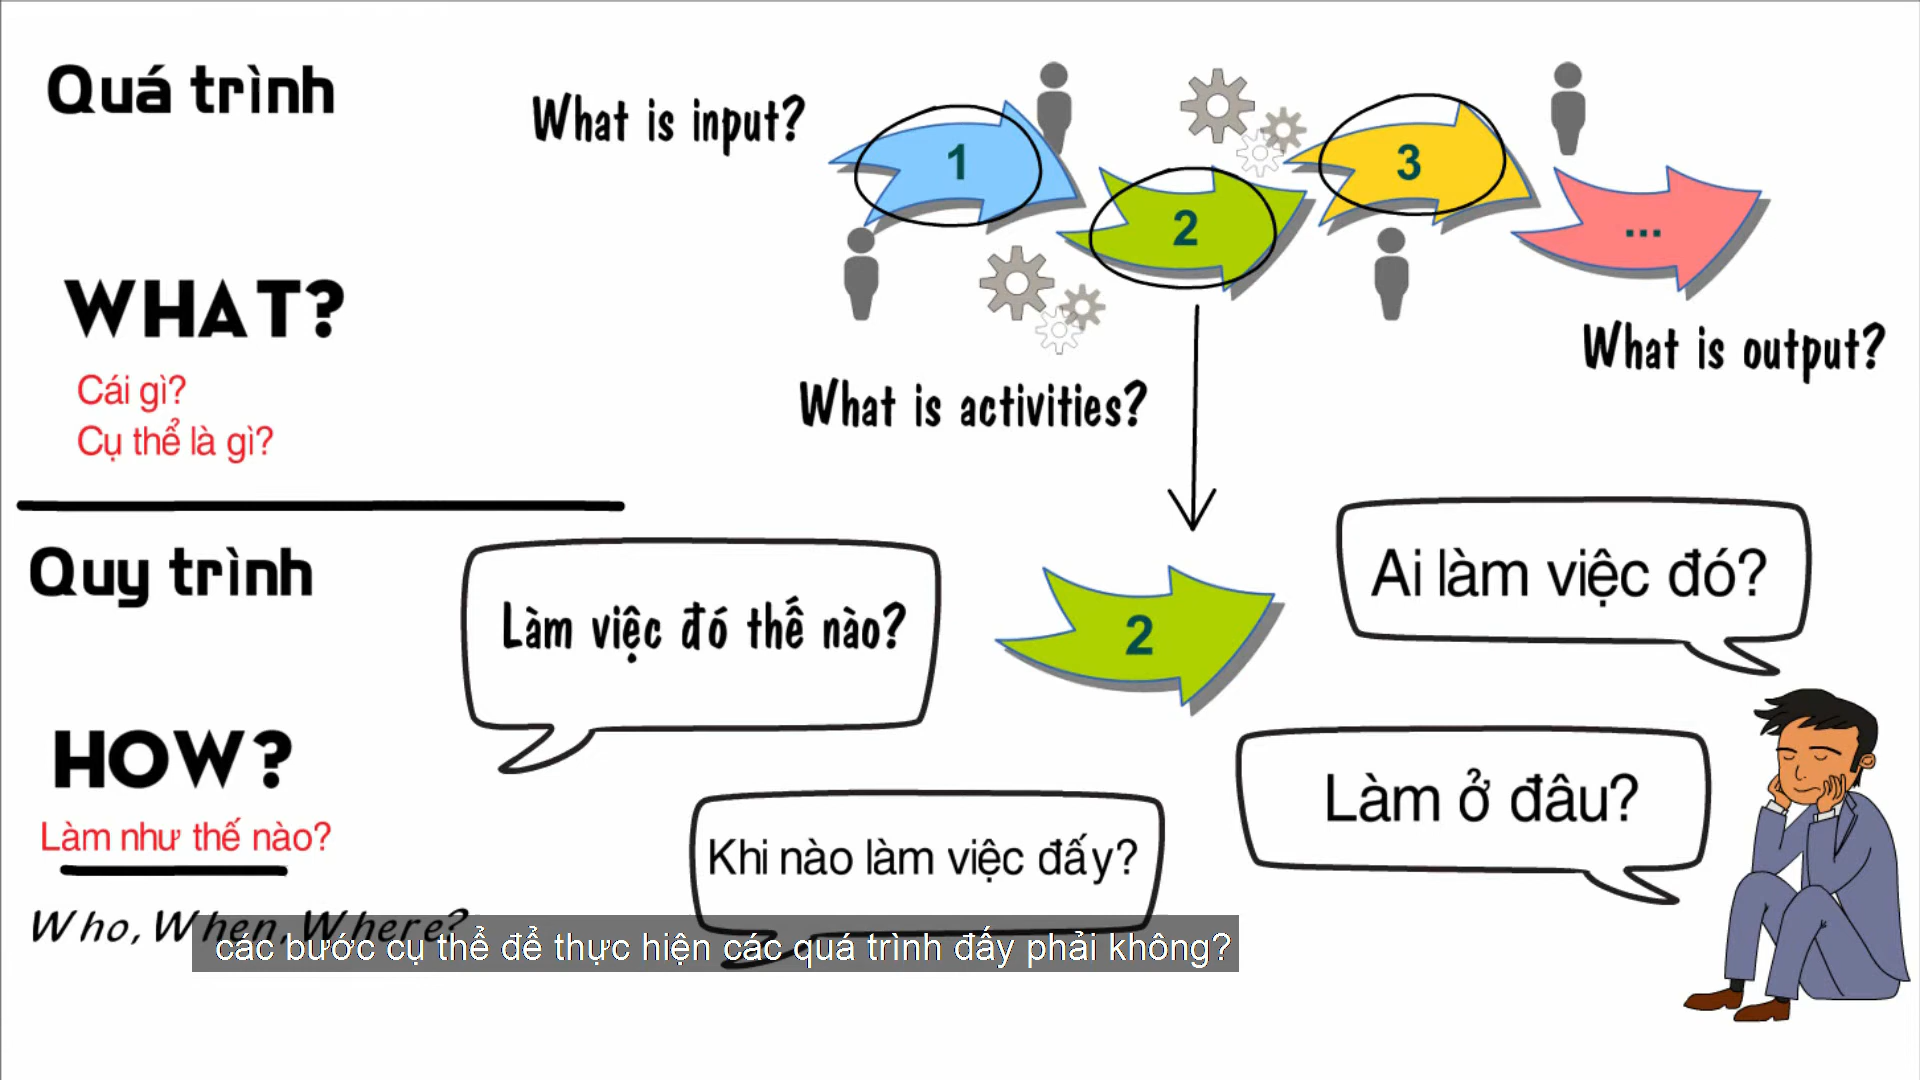 Quá trình
What is input?
1
2
3
...
WHAT?
Cái gì?
Cụ thể là gì?
What is activities?
What is output?
Quy trình
Làm việc đó thế nào?
2
Ai làm việc đó?
HOW?
Làm như thế nào?
Khi nào làm việc đấy?
Làm ở đâu?
Who, When, Where?
các bước cụ thể để thực hiện các quá trình đấy phải không?